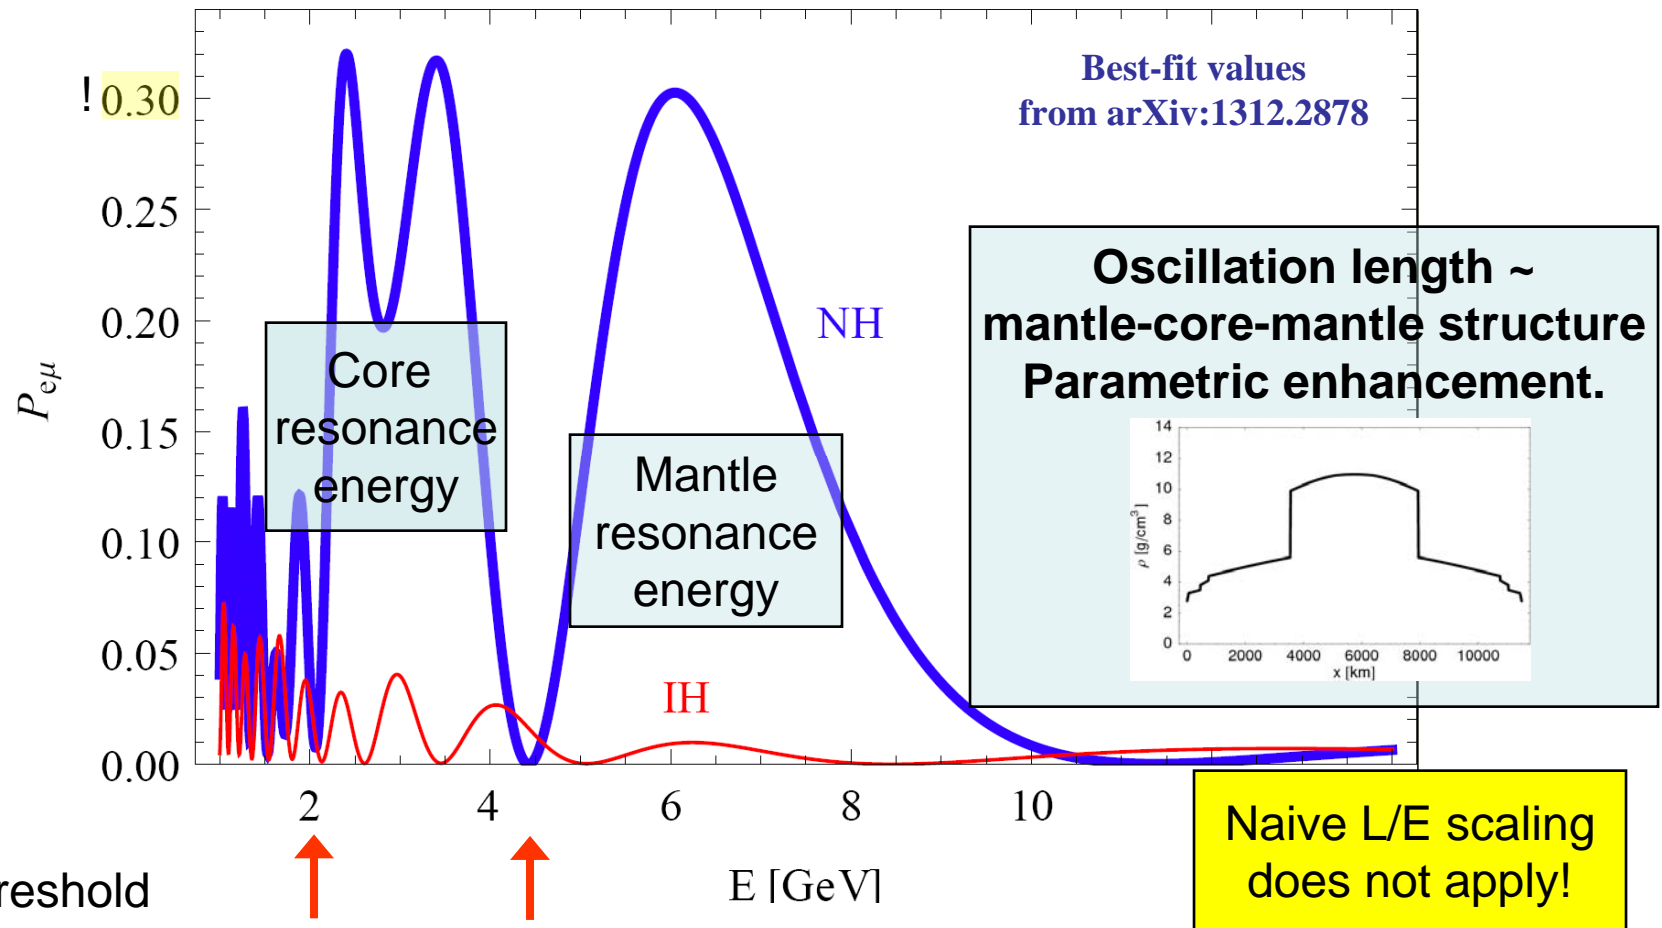 Best-fit values
from arXiv:1312.2878
! 0.30
0.25
0.20
0.15
0.10
0.05
0.00
P_{eμ}
NH
IH
Core
resonance
energy
Mantle
resonance
energy
Oscillation length ~
mantle-core-mantle structure
Parametric enhancement.
14
12
10
8
6
4
2
0
ρ [g/cm³]
0 2000 4000 6000 8000 10000
x [km]
2 4 6 8 10
E [GeV]
Naive L/E scaling
does not apply!
reshold